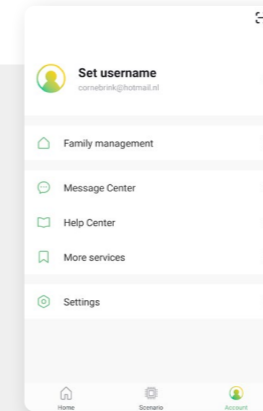 Set username
cornebrink@hotmail.nl
Family management
Message Center
Help Center
More services
Settings
Home
Scenario
Account